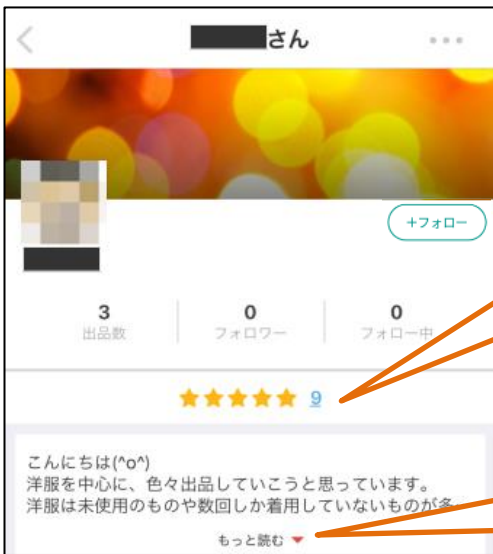 さん
+フォロー
3
0
0
出品数
フォロワー
フォロー中
★★★★★ 9
こんにちは(^o^)
洋服を中心に、色々出品していこうと思っています。
洋服は未使用のものや数回しか着用していないものが多
もっと読む